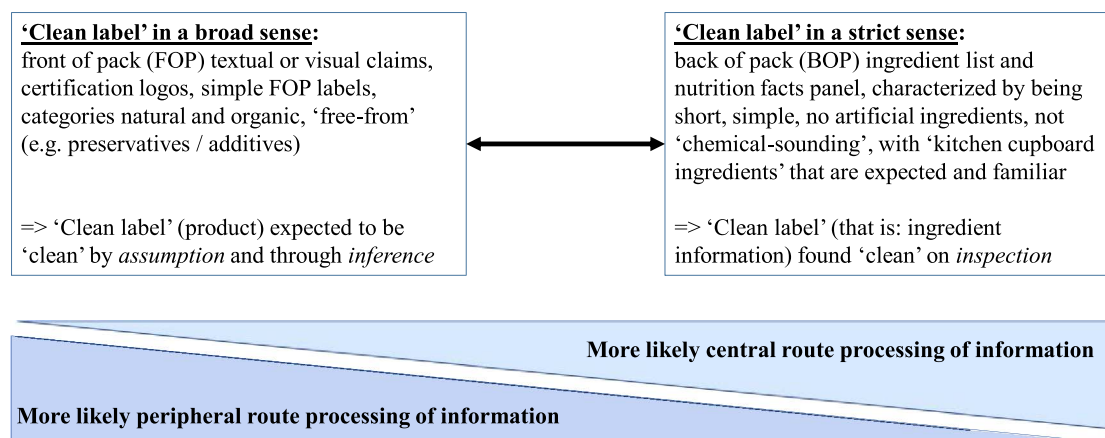 ‘Clean label’ in a broad sense:
front of pack (FOP) textual or visual claims,
certification logos, simple FOP labels,
categories natural and organic, ‘free-from’
(e.g. preservatives / additives)
=> ‘Clean label’ (product) expected to be
‘clean’ by assumption and through inference
‘Clean label’ in a strict sense:
back of pack (BOP) ingredient list and
nutrition facts panel, characterized by being
short, simple, no artificial ingredients, not
‘chemical-sounding’, with ‘kitchen cupboard
ingredients’ that are expected and familiar
=> ‘Clean label’ (that is: ingredient
information) found ‘clean’ on inspection
More likely central route processing of information
More likely peripheral route processing of information